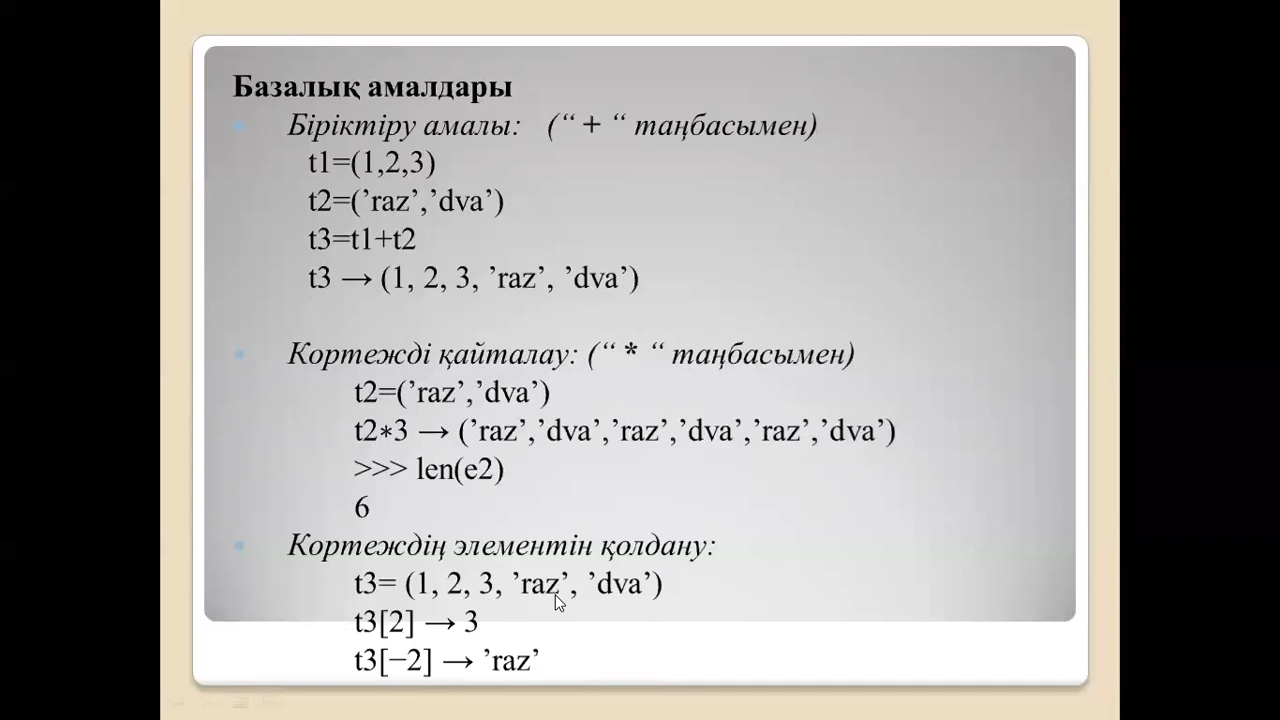 Базалық амалдары
Біріктіру амалы: (“ + “ таңбасымен)
t1=(1,2,3)
t2=(’raz’,’dva’)
t3=t1+t2
t3 → (1, 2, 3, ’raz’, ’dva’)
Кортежді қайталау: (“ * “ таңбасымен)
t2=(’raz’,’dva’)
t2*3 → (’raz’,’dva’,’raz’,’dva’,’raz’,’dva’)
>>> len(e2)
6
Кортеждің элементін қолдану:
t3= (1, 2, 3, ’raz’, ’dva’)
t3[2] → 3
t3[−2] → ’raz’